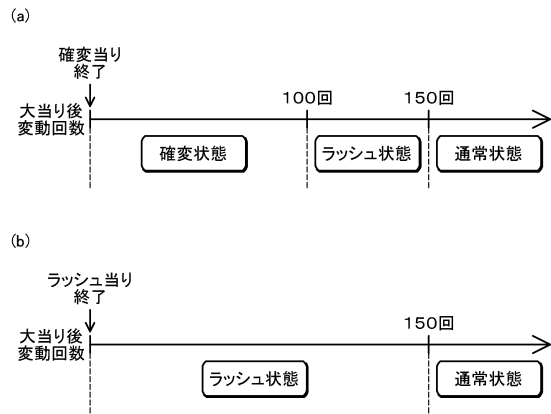 (a)
確変当り
終了
100回
150回
大当り後
変動回数
確変状態
ラッシュ状態
通常状態
(b)
ラッシュ当り
終了
150回
大当り後
変動回数
ラッシュ状態
通常状態